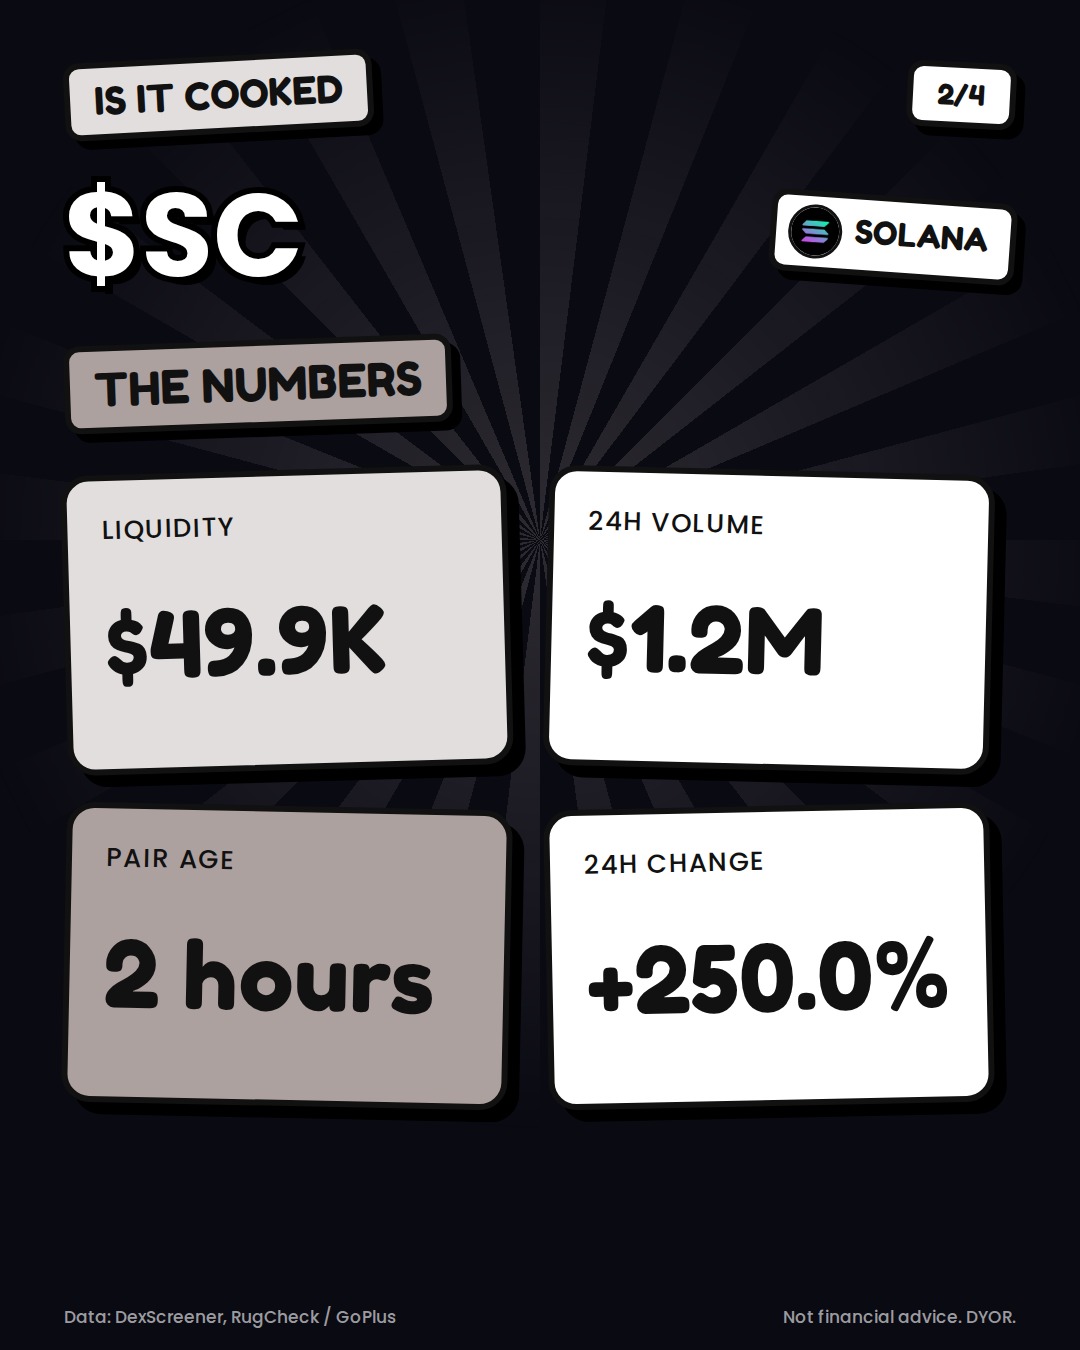 IS IT COOKED
2/4
$SC
SOLANA
THE NUMBERS
LIQUIDITY
$49.9K
24H VOLUME
$1.2M
PAIR AGE
2 hours
24H CHANGE
+250.0%
Data: DexScreener, RugCheck / GoPlus
Not financial advice. DYOR.